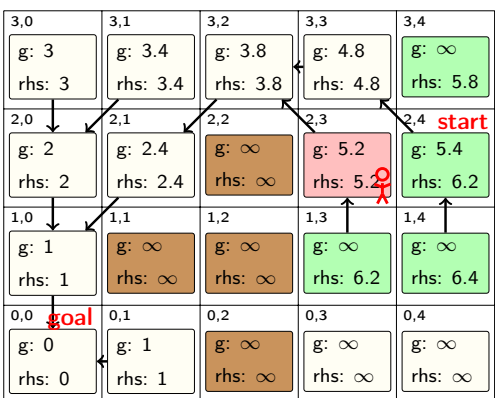 3,0 3,1 3,2 3,3 3,4
g: 3 g: 3.4 g: 3.8 g: 4.8 g: ∞
rhs: 3 rhs: 3.4 rhs: 3.8 rhs: 4.8 rhs: 5.8
2,0 2,1 2,2 2,3 2,4 start
g: 2 g: 2.4 g: ∞ g: 5.2 g: 5.4
rhs: 2 rhs: 2.4 rhs: ∞ rhs: 5.2 rhs: 6.2
1,0 1,1 1,2 1,3 1,4
g: 1 g: ∞ g: ∞ g: ∞ g: ∞
rhs: 1 rhs: ∞ rhs: ∞ rhs: 6.2 rhs: 6.4
0,0 goal 0,1 0,2 0,3 0,4
g: 0 g: 1 g: ∞ g: ∞ g: ∞
rhs: 0 rhs: 1 rhs: ∞ rhs: ∞ rhs: ∞